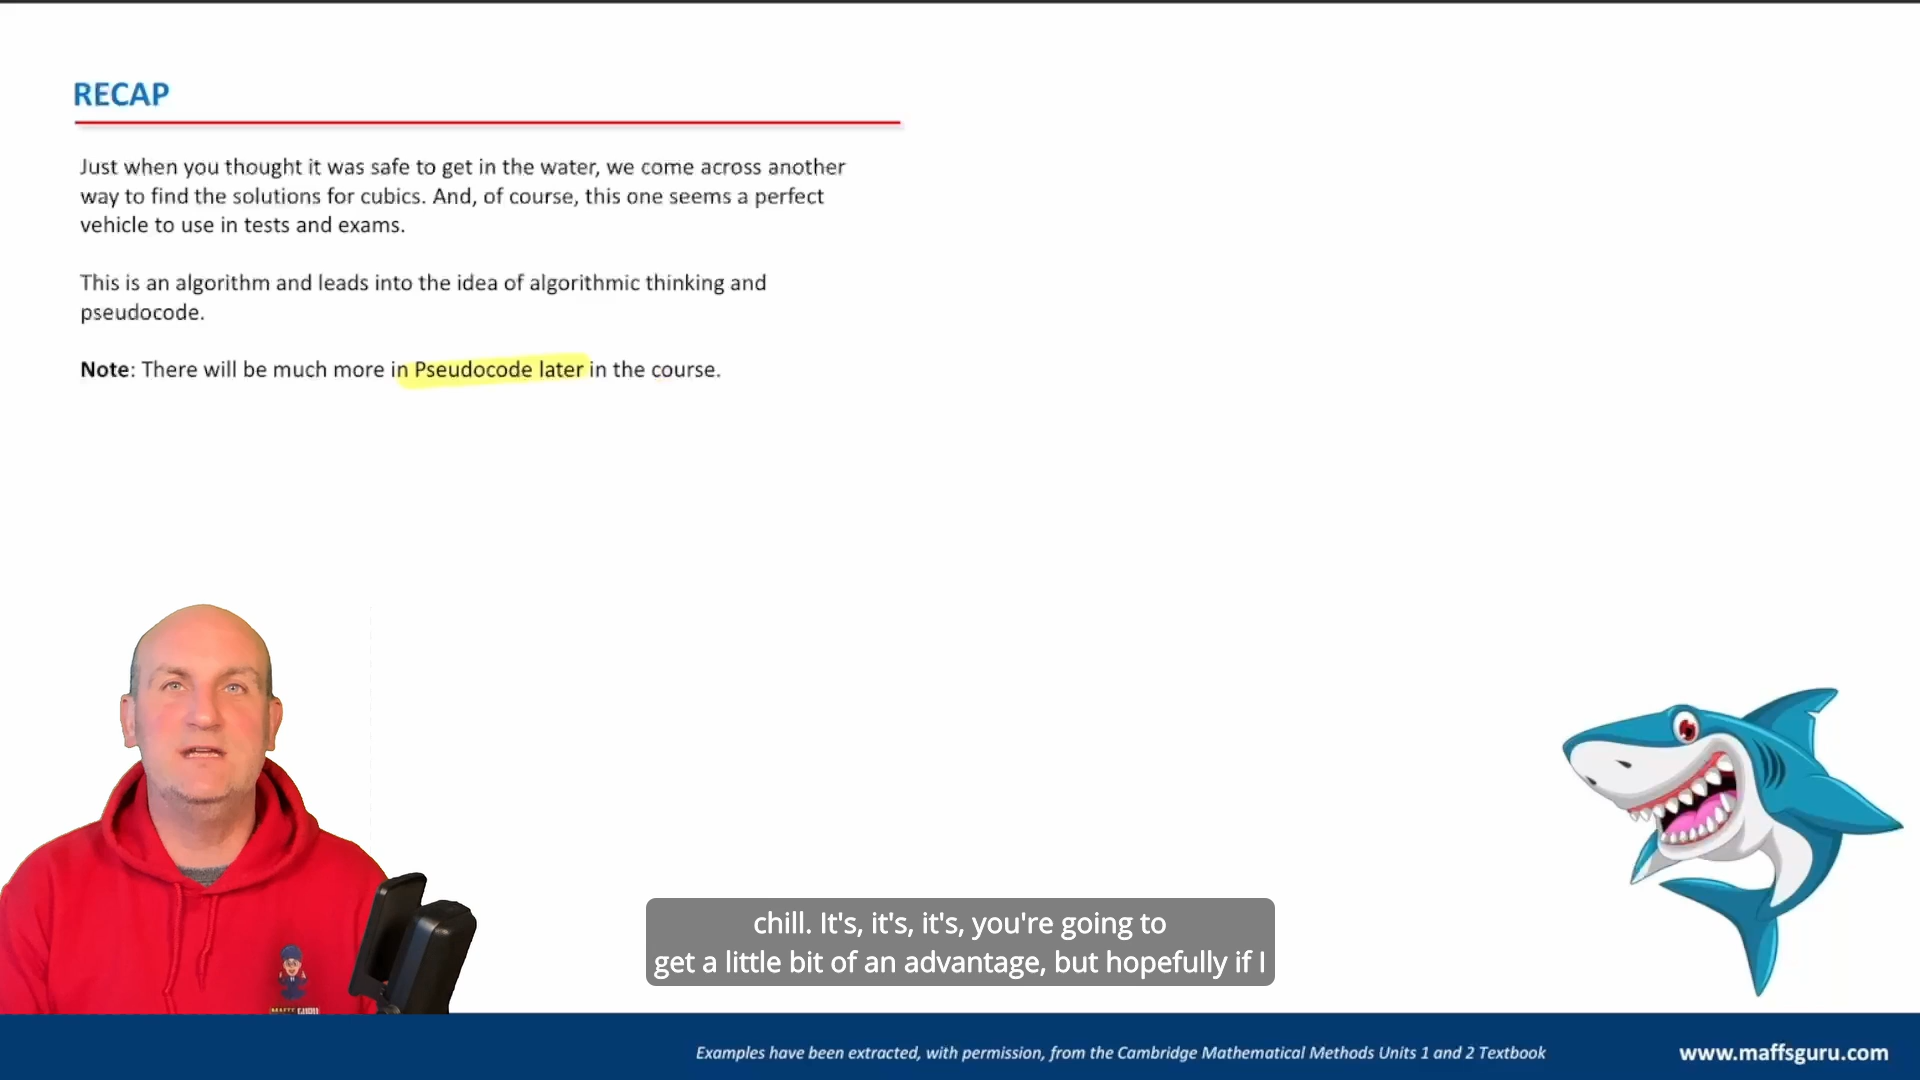 RECAP
Just when you thought it was safe to get in the water, we come across another
way to find the solutions for cubics. And, of course, this one seems a perfect
vehicle to use in tests and exams.
This is an algorithm and leads into the idea of algorithmic thinking and
pseudocode.
Note: There will be much more in Pseudocode later in the course.
MAFFS GURU
chill. It's, it's, it's, you're going to
get a little bit of an advantage, but hopefully if I
Examples have been extracted, with permission, from the Cambridge Mathematical Methods Units 1 and 2 Textbook
www.maffsguru.com